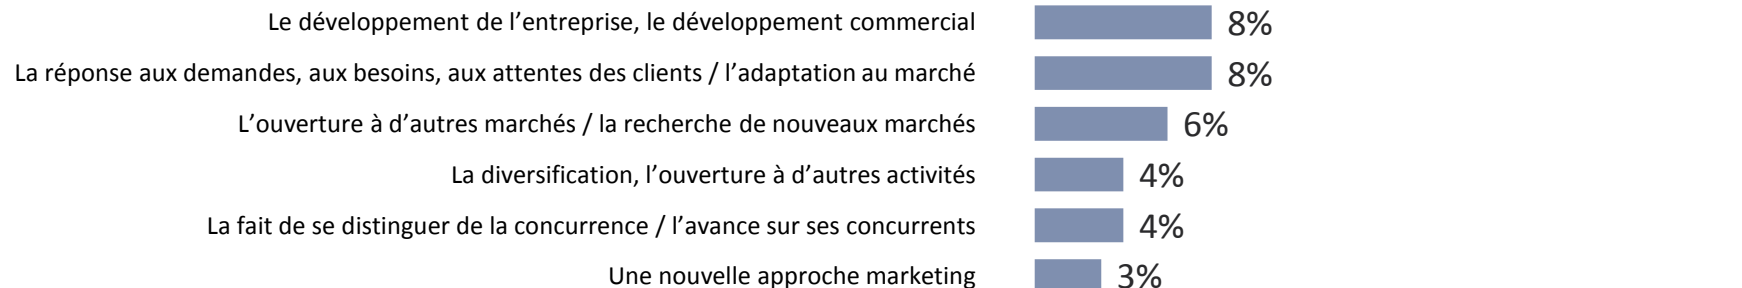 Le développement de l’entreprise, le développement commercial 8%
La réponse aux demandes, aux besoins, aux attentes des clients / l’adaptation au marché 8%
L’ouverture à d’autres marchés / la recherche de nouveaux marchés 6%
La diversification, l’ouverture à d’autres activités 4%
La fait de se distinguer de la concurrence / l’avance sur ses concurrents 4%
Une nouvelle approche marketing 3%